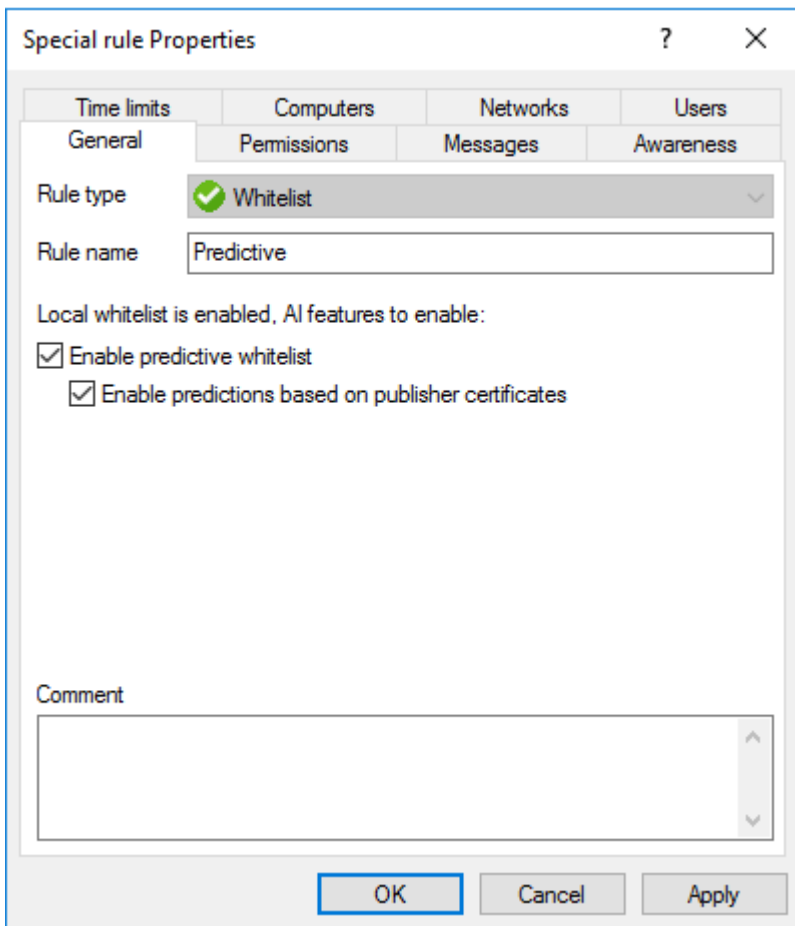 Special rule Properties ? ×
Time limits Computers Networks Users
General Permissions Messages Awareness
Rule type Whitelist
Rule name Predictive
Local whitelist is enabled, AI features to enable:
Enable predictive whitelist
Enable predictions based on publisher certificates
Comment
OK Cancel Apply